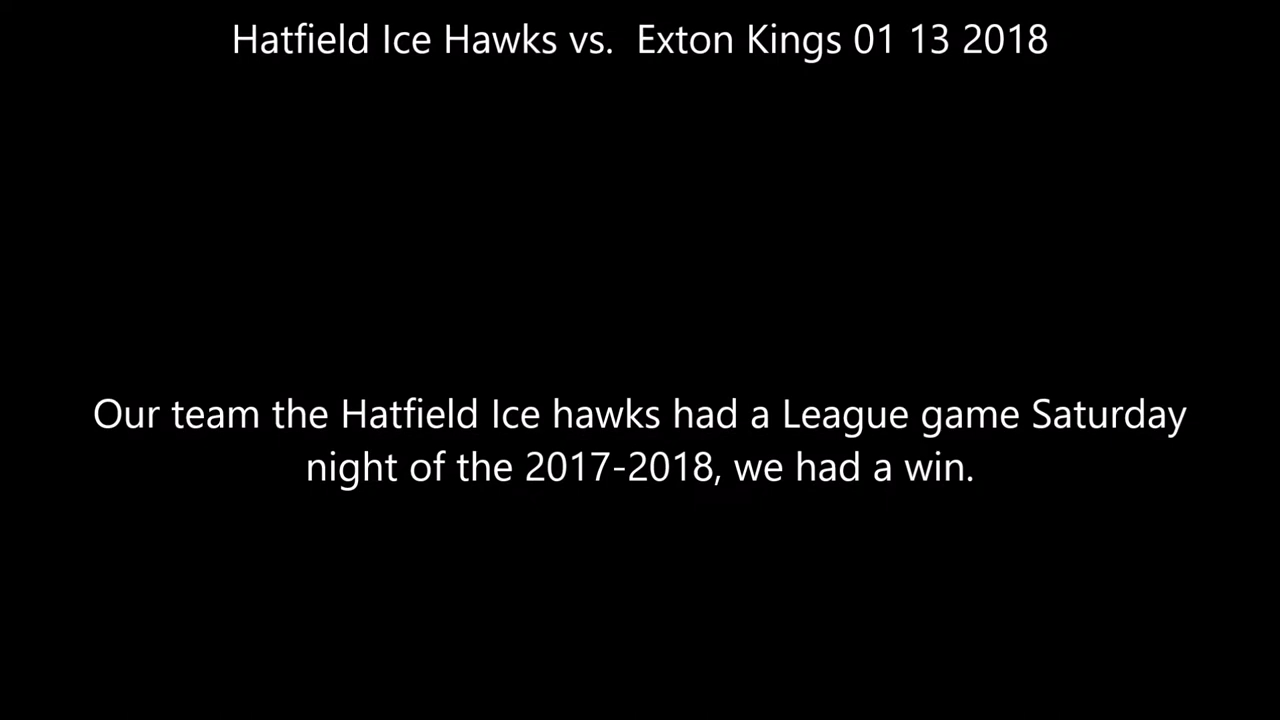 Hatfield Ice Hawks vs.  Exton Kings 01 13 2018
Our team the Hatfield Ice hawks had a League game Saturday
night of the 2017-2018, we had a win.